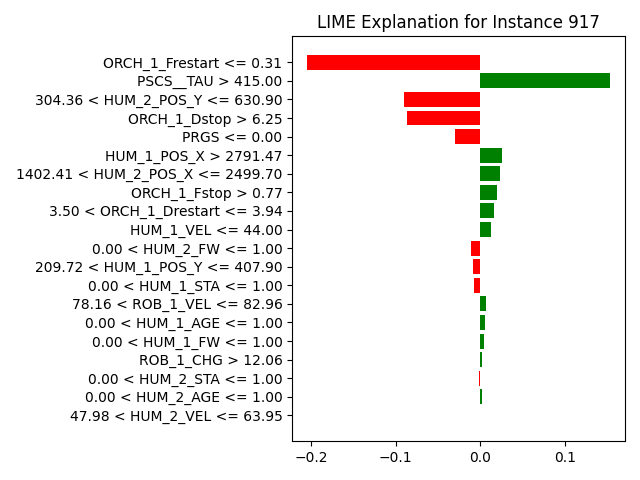 LIME Explanation for Instance 917
ORCH_1_Frestart <= 0.31
PSCS__TAU > 415.00
304.36 < HUM_2_POS_Y <= 630.90
ORCH_1_Dstop > 6.25
PRGS <= 0.00
HUM_1_POS_X > 2791.47
1402.41 < HUM_2_POS_X <= 2499.70
ORCH_1_Fstop > 0.77
3.50 < ORCH_1_Drestart <= 3.94
HUM_1_VEL <= 44.00
0.00 < HUM_2_FW <= 1.00
209.72 < HUM_1_POS_Y <= 407.90
0.00 < HUM_1_STA <= 1.00
78.16 < ROB_1_VEL <= 82.96
0.00 < HUM_1_AGE <= 1.00
0.00 < HUM_1_FW <= 1.00
ROB_1_CHG > 12.06
0.00 < HUM_2_STA <= 1.00
0.00 < HUM_2_AGE <= 1.00
47.98 < HUM_2_VEL <= 63.95
−0.2 −0.1 0.0 0.1